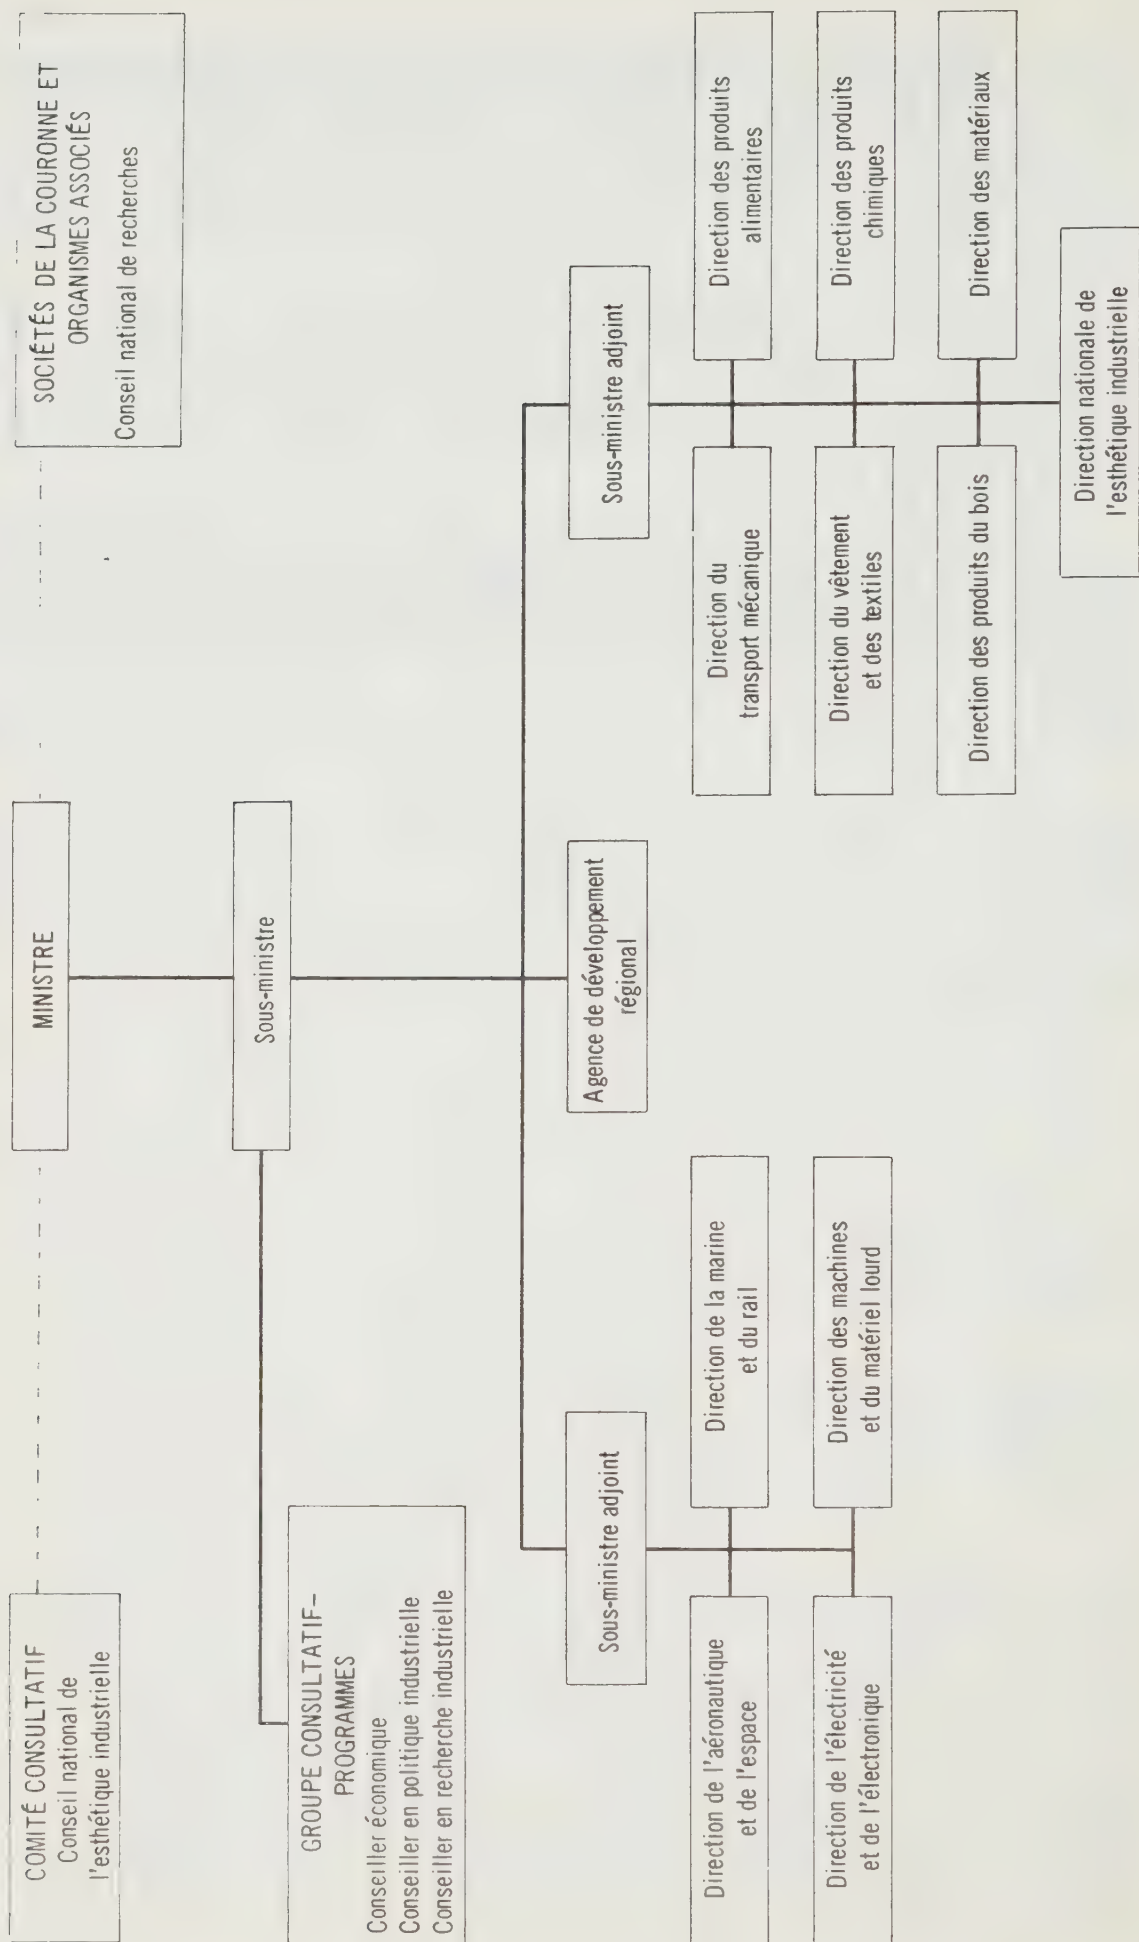 COMITÉ CONSULTATIF
Conseil national de
l'esthétique industrielle
MINISTRE
SOCIÉTÉS DE LA COURONNE ET
ORGANISMES ASSOCIÉS
Conseil national de recherches
Sous-ministre
GROUPE CONSULTATIF-
PROGRAMMES
Conseiller économique
Conseiller en politique industrielle
Conseiller en recherche industrielle
Sous-ministre adjoint
Agence de développement
régional
Sous-ministre adjoint
Direction de l'aéronautique
et de l'espace
Direction de la marine
et du rail
Direction de l'électricité
et de l'électronique
Direction des machines
et du matériel lourd
Direction du
transport mécanique
Direction des produits
alimentaires
Direction du vêtement
et des textiles
Direction des produits
chimiques
Direction des produits du bois
Direction des matériaux
Direction nationale de
l'esthétique industrielle